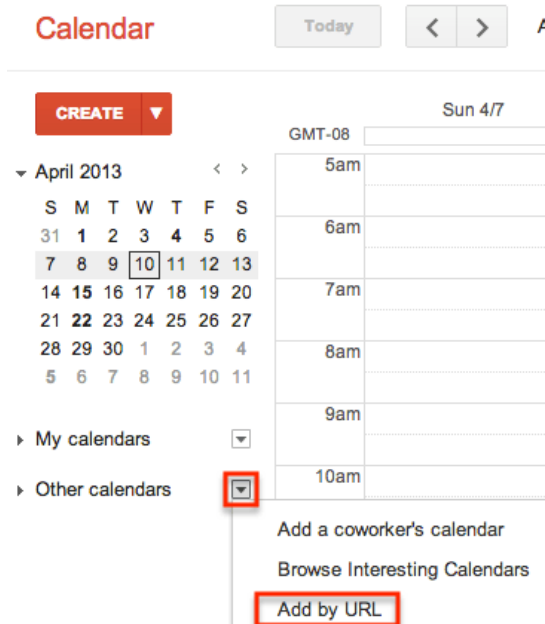 Calendar
Today
CREATE
Sun 4/7
GMT-08
April 2013
S M T W T F S
31 1 2 3 4 5 6
7 8 9 10 11 12 13
14 15 16 17 18 19 20
21 22 23 24 25 26 27
28 29 30 1 2 3 4
5 6 7 8 9 10 11
5am
6am
7am
8am
9am
10am
My calendars
Other calendars
Add a coworker's calendar
Browse Interesting Calendars
Add by URL